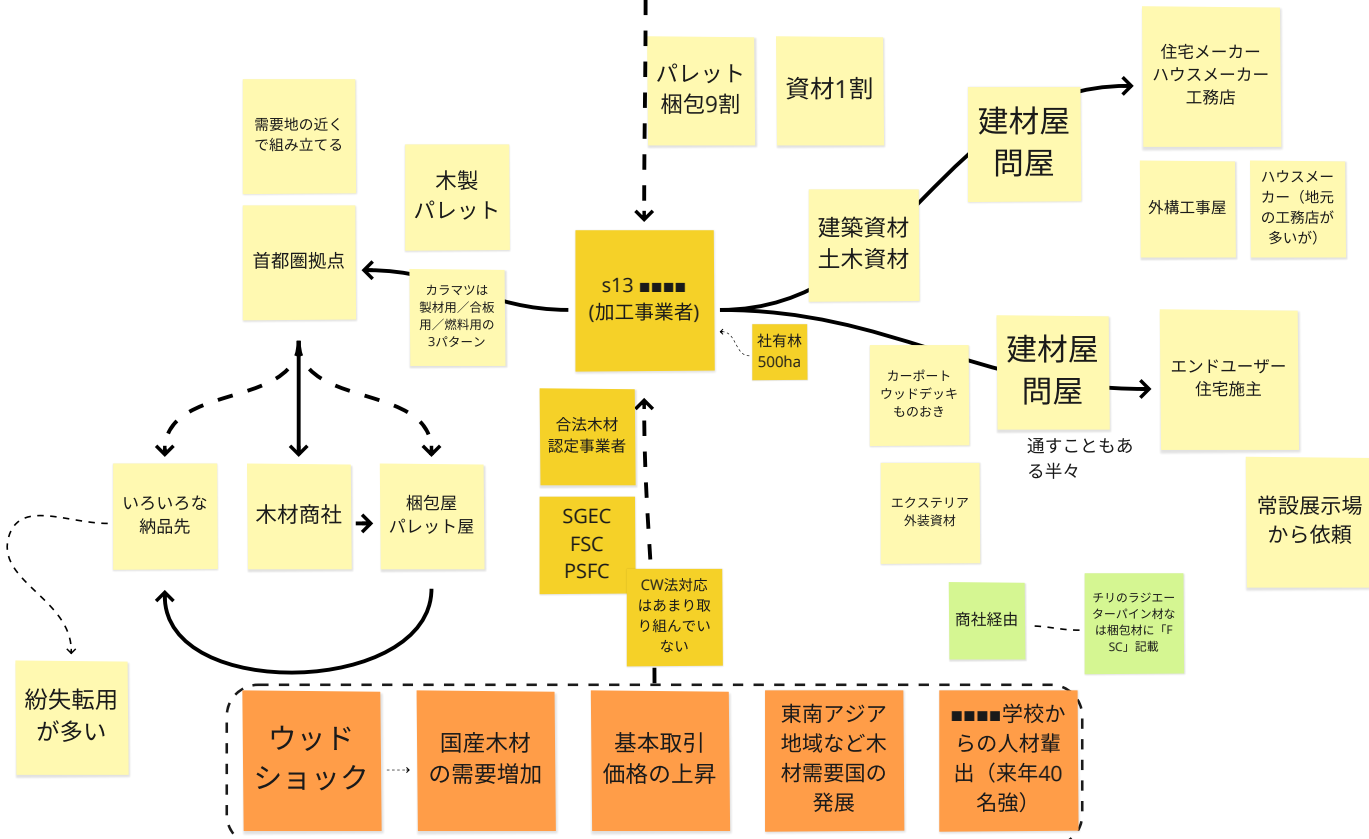 パレット
梱包9割
資材1割
住宅メーカー
ハウスメーカー
工務店
需要地の近く
で組み立てる
建材屋
問屋
木製
パレット
外構工事屋
ハウスメー
カー（地元
の工務店が
多いが）
建築資材
土木資材
首都圏拠点
カラマツは
製材用／合板
用／燃料用の
3パターン
s13 ■■■■
(加工事業者)
社有林
500ha
建材屋
問屋
通すこともあ
る半々
カーポート
ウッドデッキ
ものおき
エンドユーザー
住宅施主
合法木材
認定事業者
いろいろな
納品先
木材商社
梱包屋
パレット屋
エクステリア
外装資材
常設展示場
から依頼
SGEC
FSC
PSFC
CW法対応
はあまり取
り組んでい
ない
商社経由
チリのラジエー
ターパイン材な
は梱包材に「F
SC」記載
紛失転用
が多い
ウッド
ショック
国産木材
の需要増加
基本取引
価格の上昇
東南アジア
地域など木
材需要国の
発展
■■■■学校か
らの人材輩
出（来年40
名強）